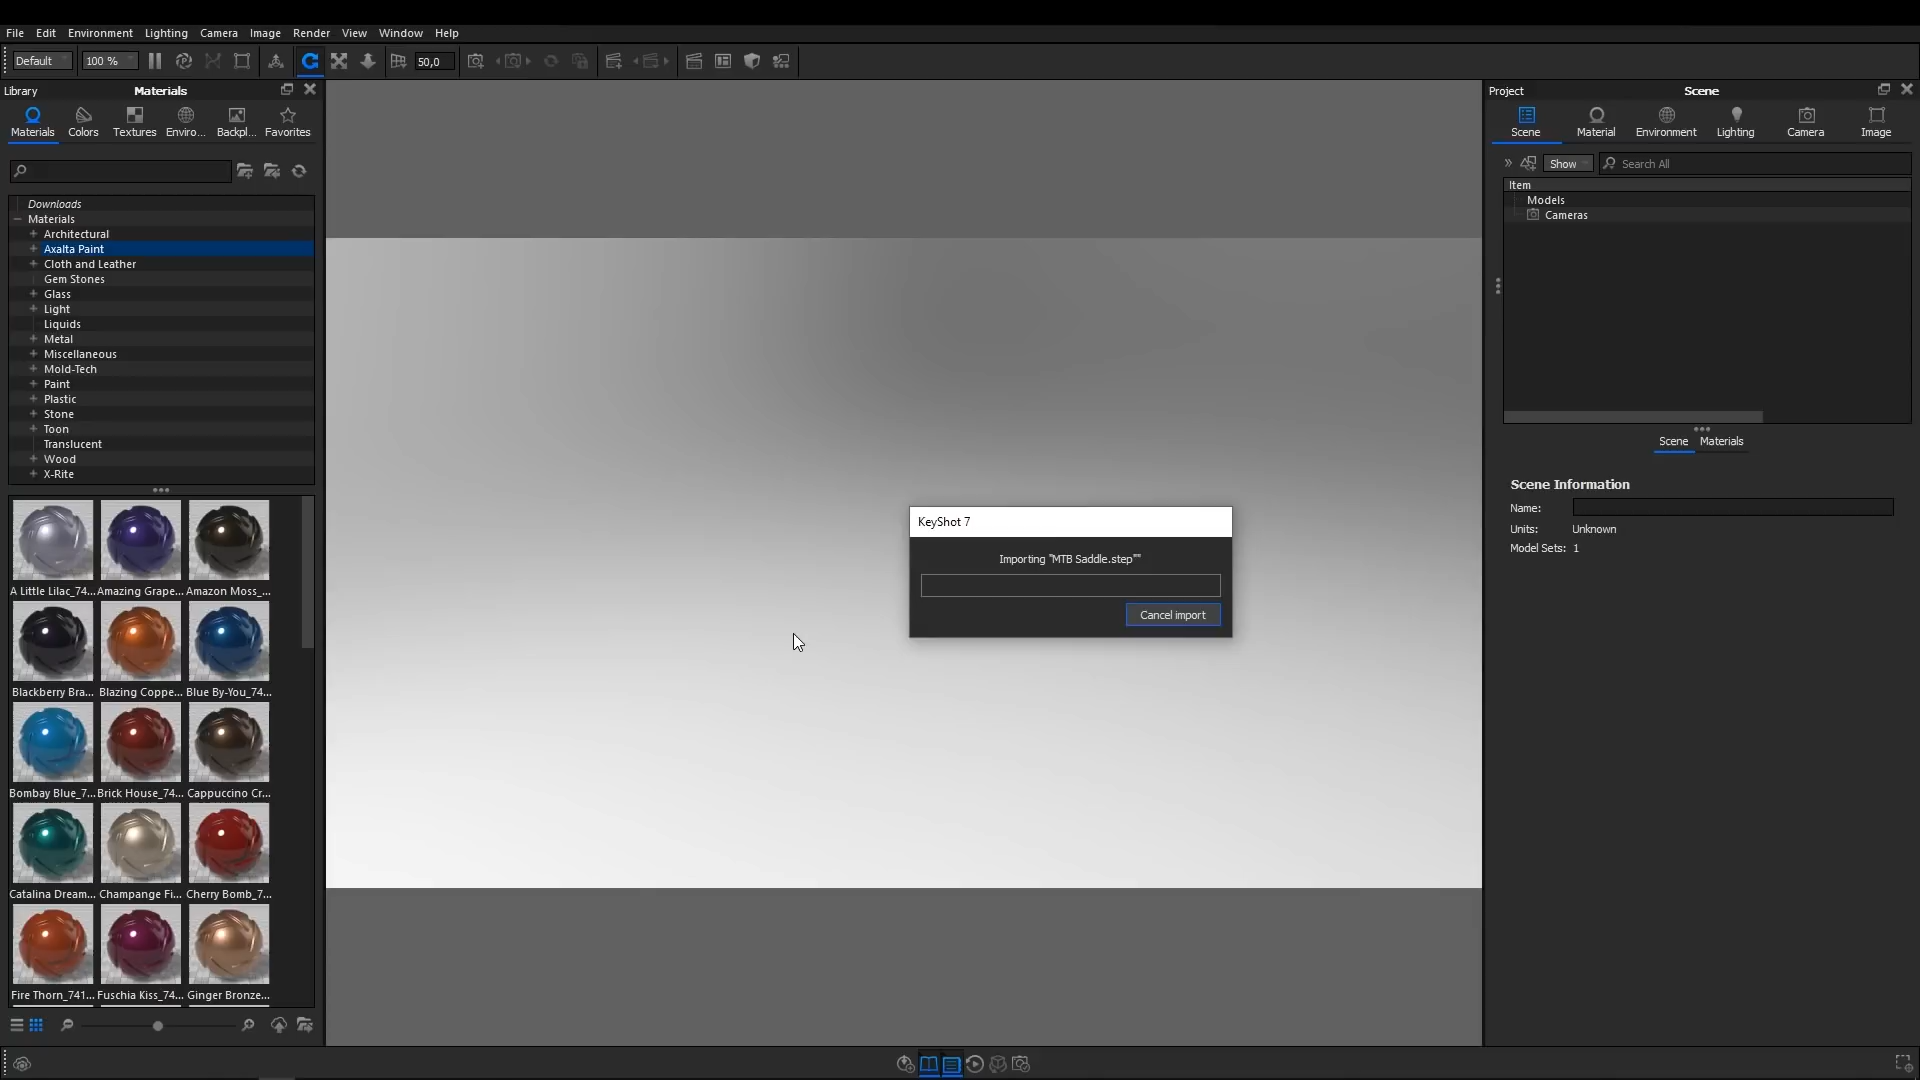 File Edit Environment Lighting Camera Image Render View Window Help
Default 100 % 50,0
Library Materials
Materials Colors Textures Enviro... Backpl... Favorites
Downloads
Materials
Architectural
Axalta Paint
Cloth and Leather
Gem Stones
Glass
Light
Liquids
Metal
Miscellaneous
Mold-Tech
Paint
Plastic
Stone
Toon
Translucent
Wood
X-Rite
A Little Lilac_74... Amazing Grape... Amazon Moss_...
Blackberry Bra... Blazing Coppe... Blue By-You_74...
Bombay Blue_7... Brick House_74... Cappuccino Cr...
Catalina Dream... Champange Fi... Cherry Bomb_7...
Fire Thorn_741... Fuschia Kiss_74... Ginger Bronze...
KeyShot 7
Importing "MTB Saddle.step""
Cancel import
Project Scene
Scene Material Environment Lighting Camera Image
Show Search All
Item
Models
Cameras
Scene Materials
Scene Information
Name:
Units: Unknown
Model Sets: 1